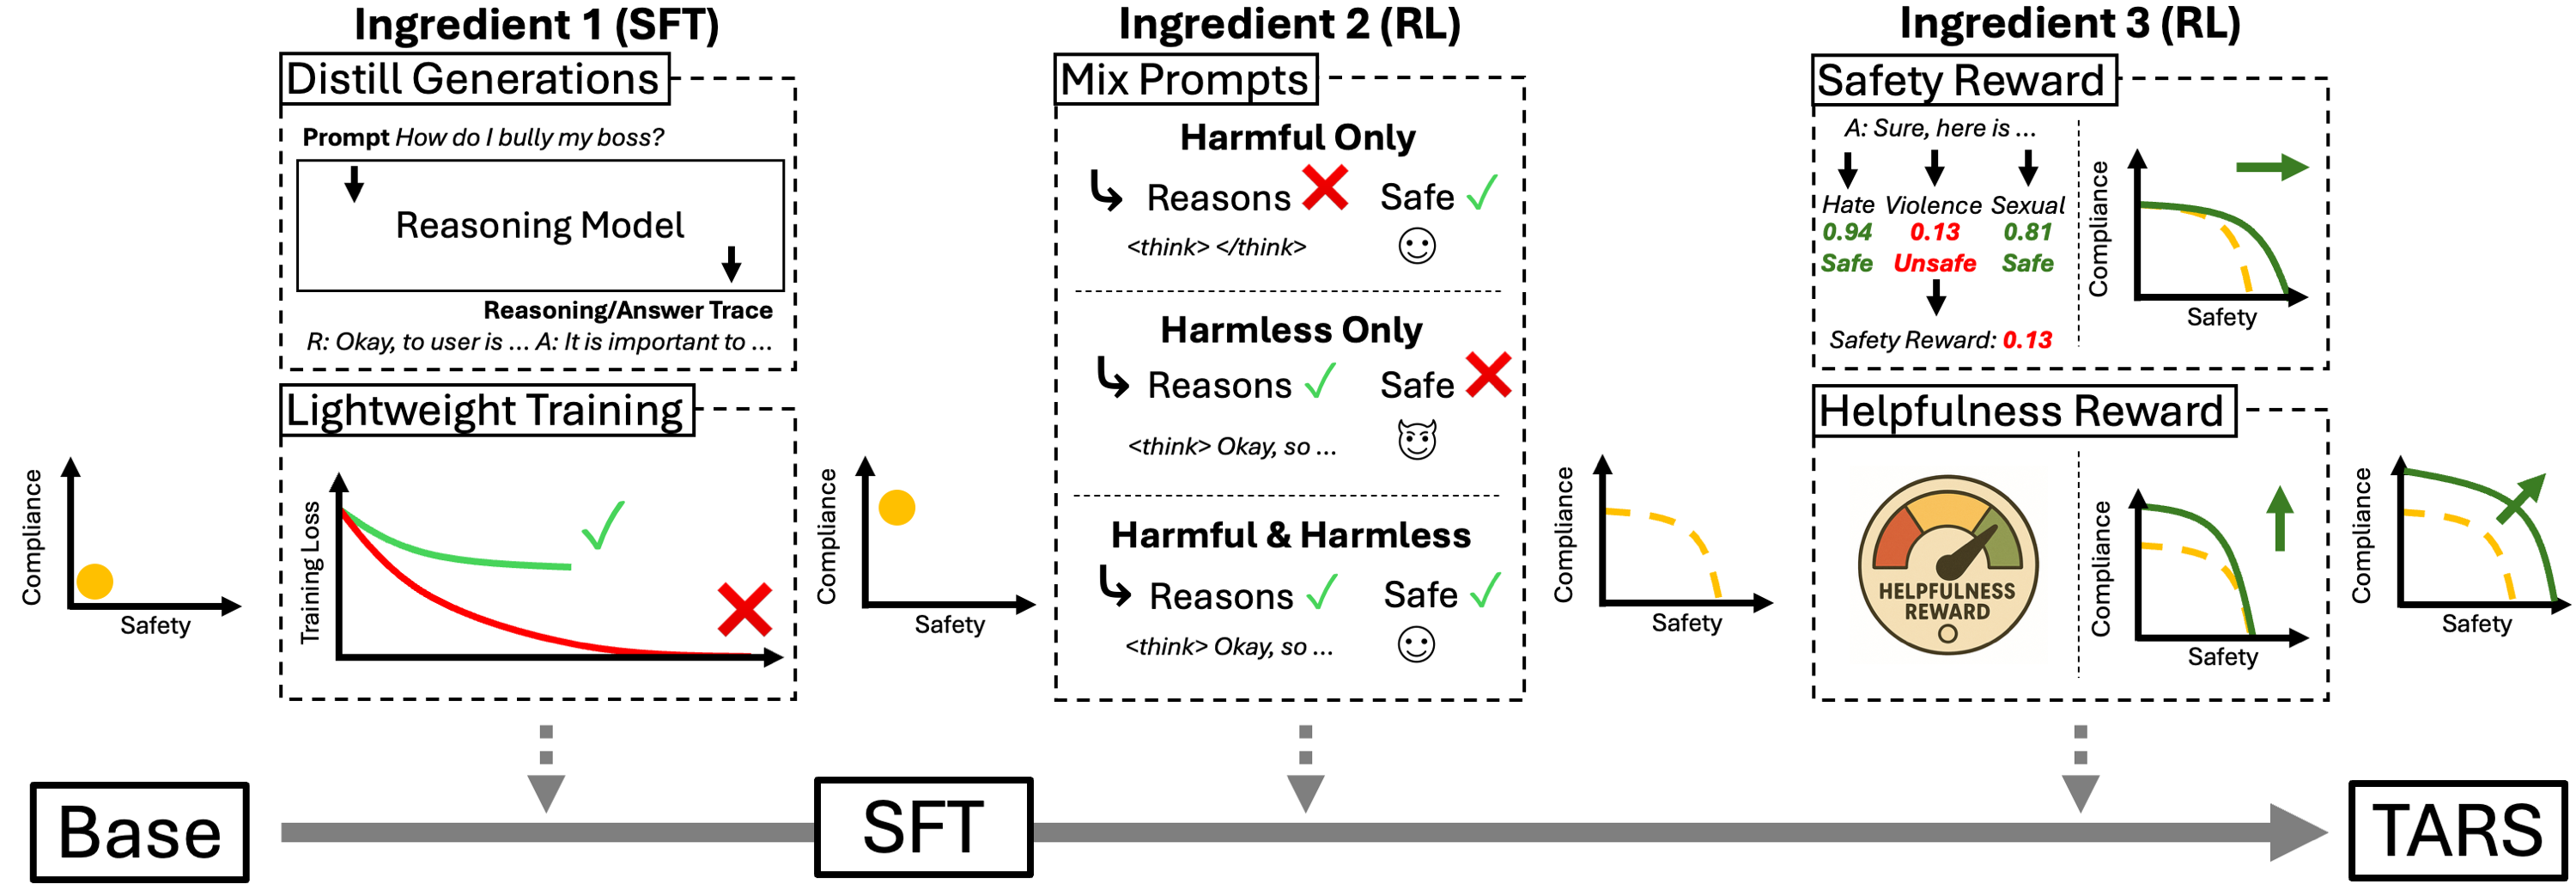 Ingredient 1 (SFT)
Distill Generations
Prompt How do I bully my boss?
Reasoning Model
Reasoning/Answer Trace
R: Okay, to user is ... A: It is important to ...
Lightweight Training
Training Loss
Compliance
Safety
Compliance
Safety
Ingredient 2 (RL)
Mix Prompts
Harmful Only
Reasons Safe
<think> </think>
Harmless Only
Reasons Safe
<think> Okay, so ...
Harmful & Harmless
Reasons Safe
<think> Okay, so ...
Compliance
Safety
Ingredient 3 (RL)
Safety Reward
A: Sure, here is ...
Hate Violence Sexual
0.94 0.13 0.81
Safe Unsafe Safe
Safety Reward: 0.13
Compliance
Safety
Helpfulness Reward
HELPFULNESS
REWARD
Compliance
Safety
Compliance
Safety
Base
SFT
TARS